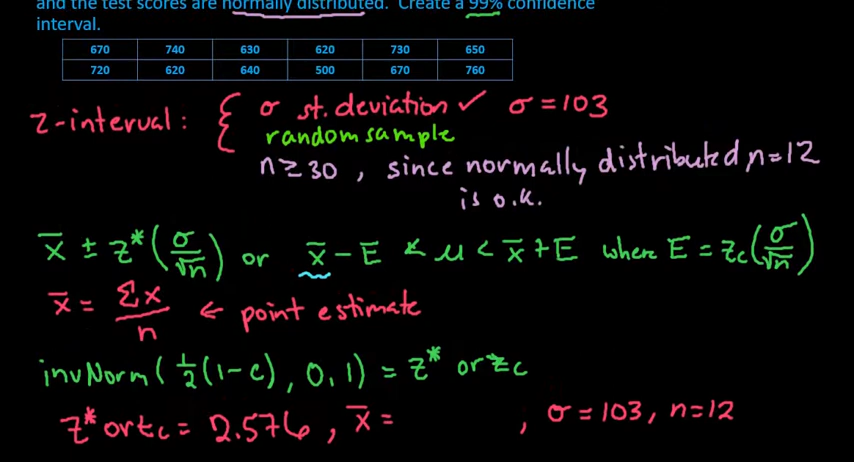 and the test scores are normally distributed. Create a 99% confidence
interval.
670 740 630 620 730 650
720 620 640 500 670 760
z-interval: { σ st. deviation ✓ σ = 103
random sample
n ≥ 30, since normally distributed n=12
is o.k.
x̄ ± z*(σ/√n) or x̄ - E < μ < x̄ + E where E = zc(σ/√n)
x̄ = Σx/n ← point estimate
invNorm(½(1-c), 0, 1) = z* or zc
z* or tc = 2.576, x̄ = , σ = 103, n=12